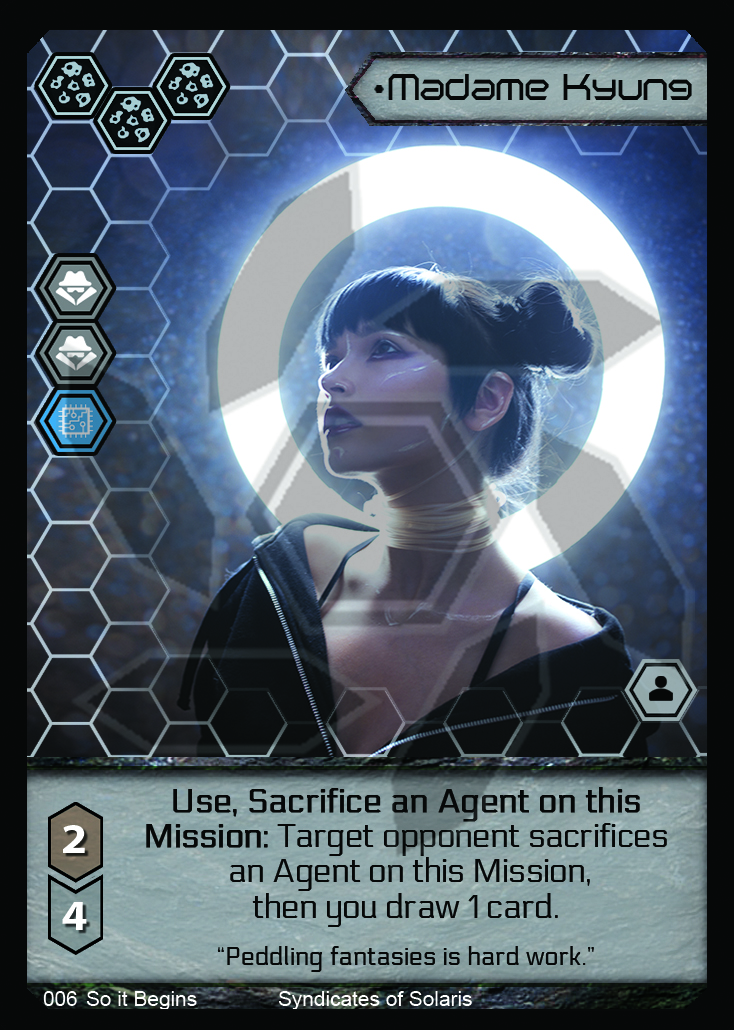 •Madame Kyung
Use, Sacrifice an Agent on this
Mission: Target opponent sacrifices
an Agent on this Mission,
then you draw 1 card.
2
4
“Peddling fantasies is hard work.”
006 So it Begins Syndicates of Solaris